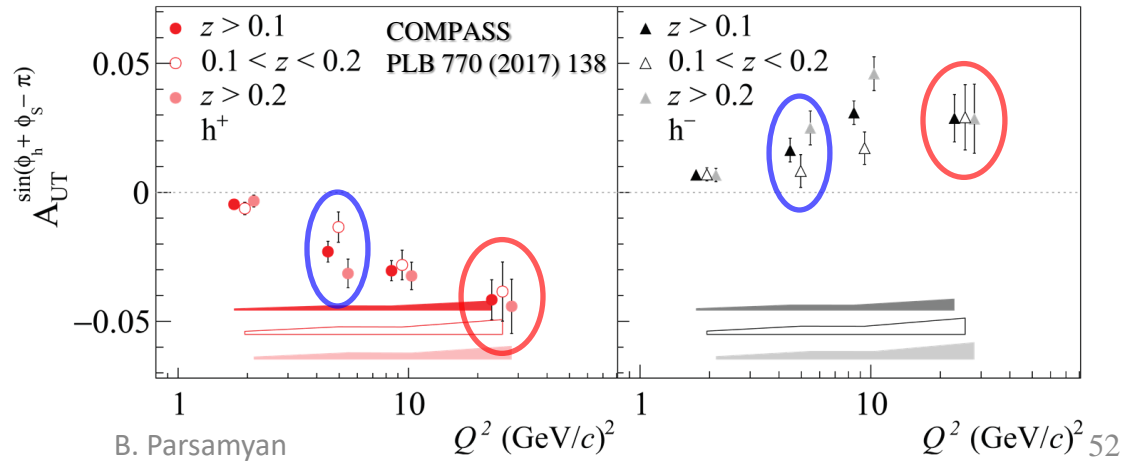 z > 0.1
0.1 < z < 0.2
z > 0.2
h⁺
COMPASS
PLB 770 (2017) 138
z > 0.1
0.1 < z < 0.2
z > 0.2
h⁻
A_UT^sin(ϕ_h + ϕ_S − π)
0.05
0
−0.05
1
10
Q² (GeV/c)²
1
10
Q² (GeV/c)²
B. Parsamyan
52